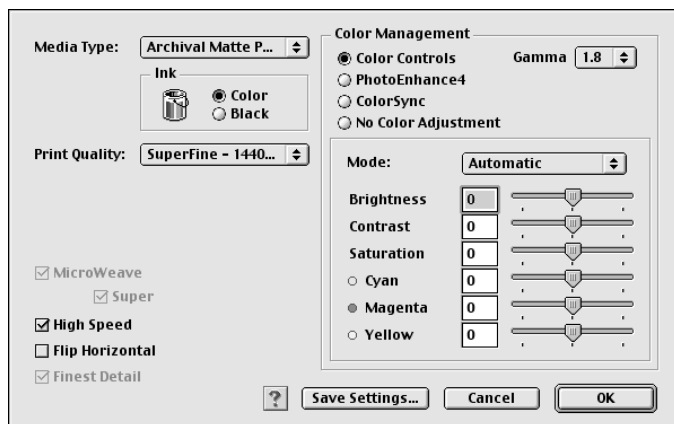 Media Type: Archival Matte P...
Ink
Color
Black
Print Quality: SuperFine – 1440...
MicroWeave
Super
High Speed
Flip Horizontal
Finest Detail
Color Management
Color Controls Gamma 1.8
PhotoEnhance4
ColorSync
No Color Adjustment
Mode: Automatic
Brightness 0
Contrast 0
Saturation 0
Cyan 0
Magenta 0
Yellow 0
? Save Settings... Cancel OK